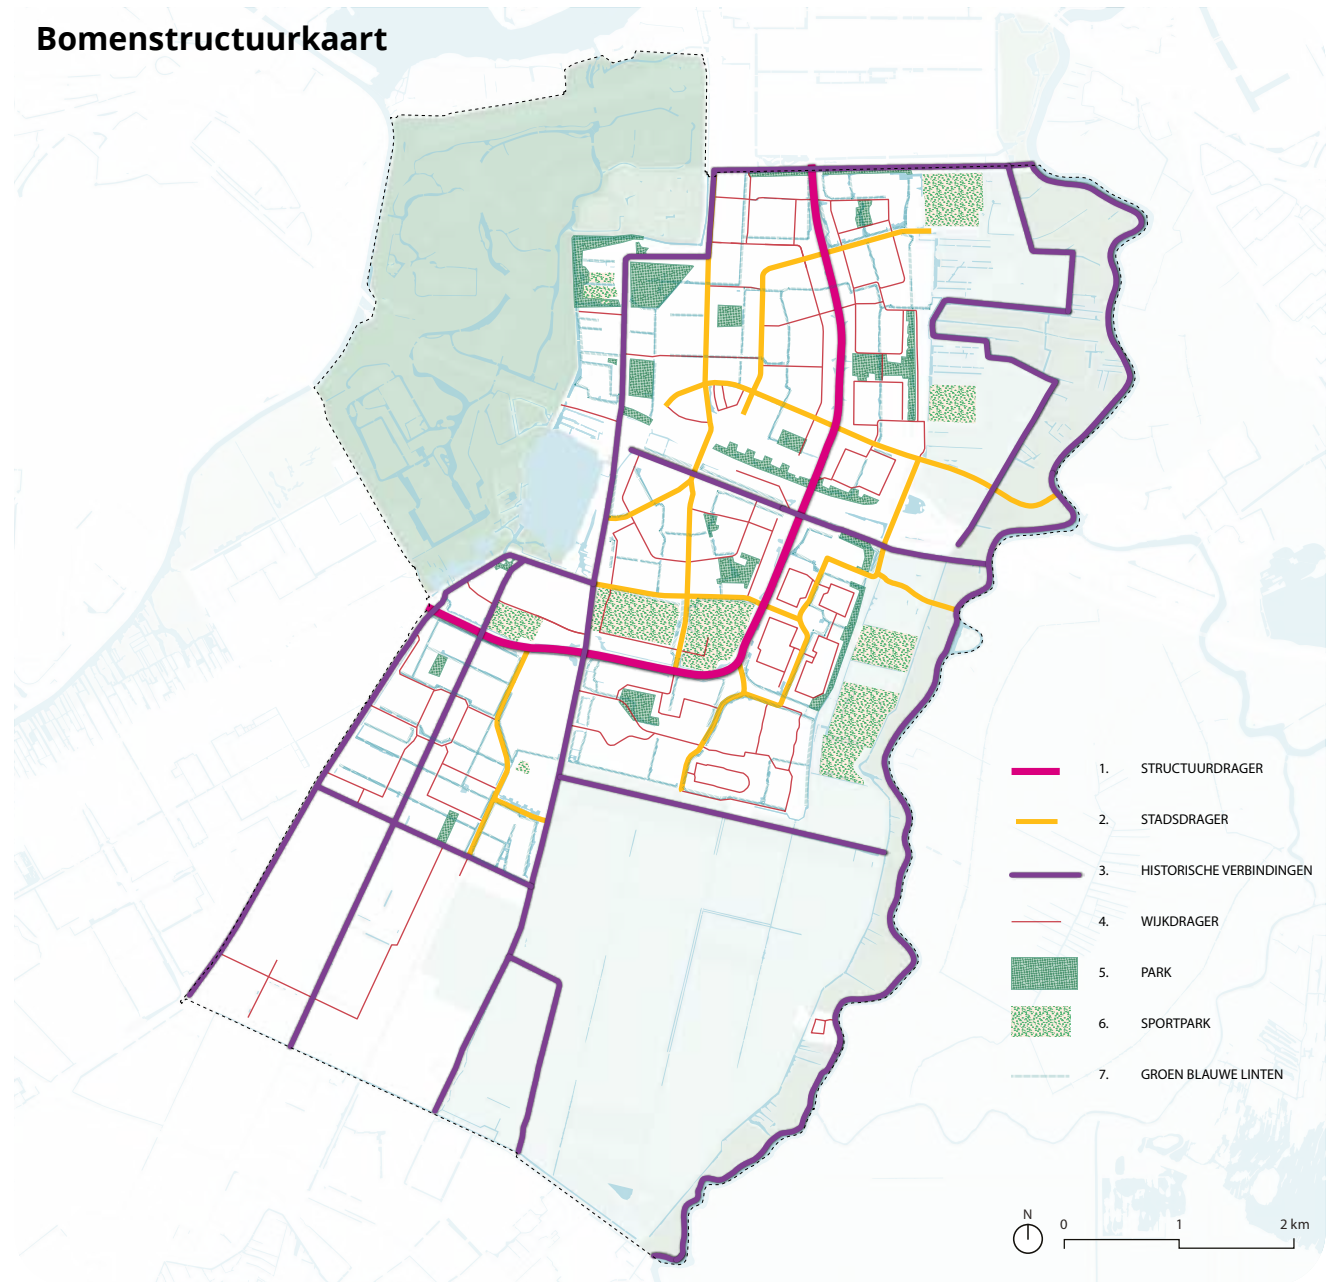 Bomenstructuurkaart
1. STRUCTUURDRAGER
2. STADSDRAGER
3. HISTORISCHE VERBINDINGEN
4. WIJKDRAGER
5. PARK
6. SPORTPARK
7. GROEN BLAUWE LINTEN
N
0 1 2 km